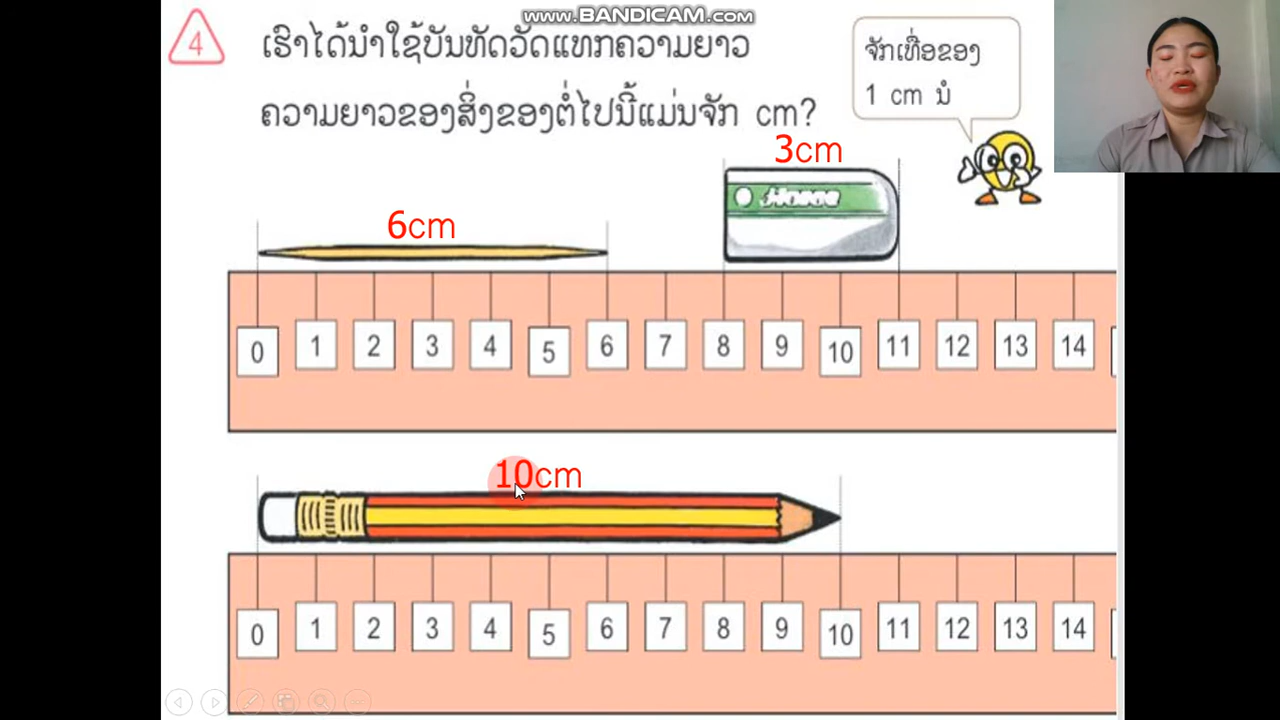 www.BANDICAM.com
4
ເຮົາໄດ້ນຳໃຊ້ບັນທັດວັດແທກຄວາມຍາວ
ຄວາມຍາວຂອງສິ່ງຂອງຕໍ່ໄປນີ້ແມ່ນຈັກ cm?
ຈັກເທື່ອຂອງ
1 cm ນໍ
3cm
6cm
0 1 2 3 4 5 6 7 8 9 10 11 12 13 14
10cm
0 1 2 3 4 5 6 7 8 9 10 11 12 13 14